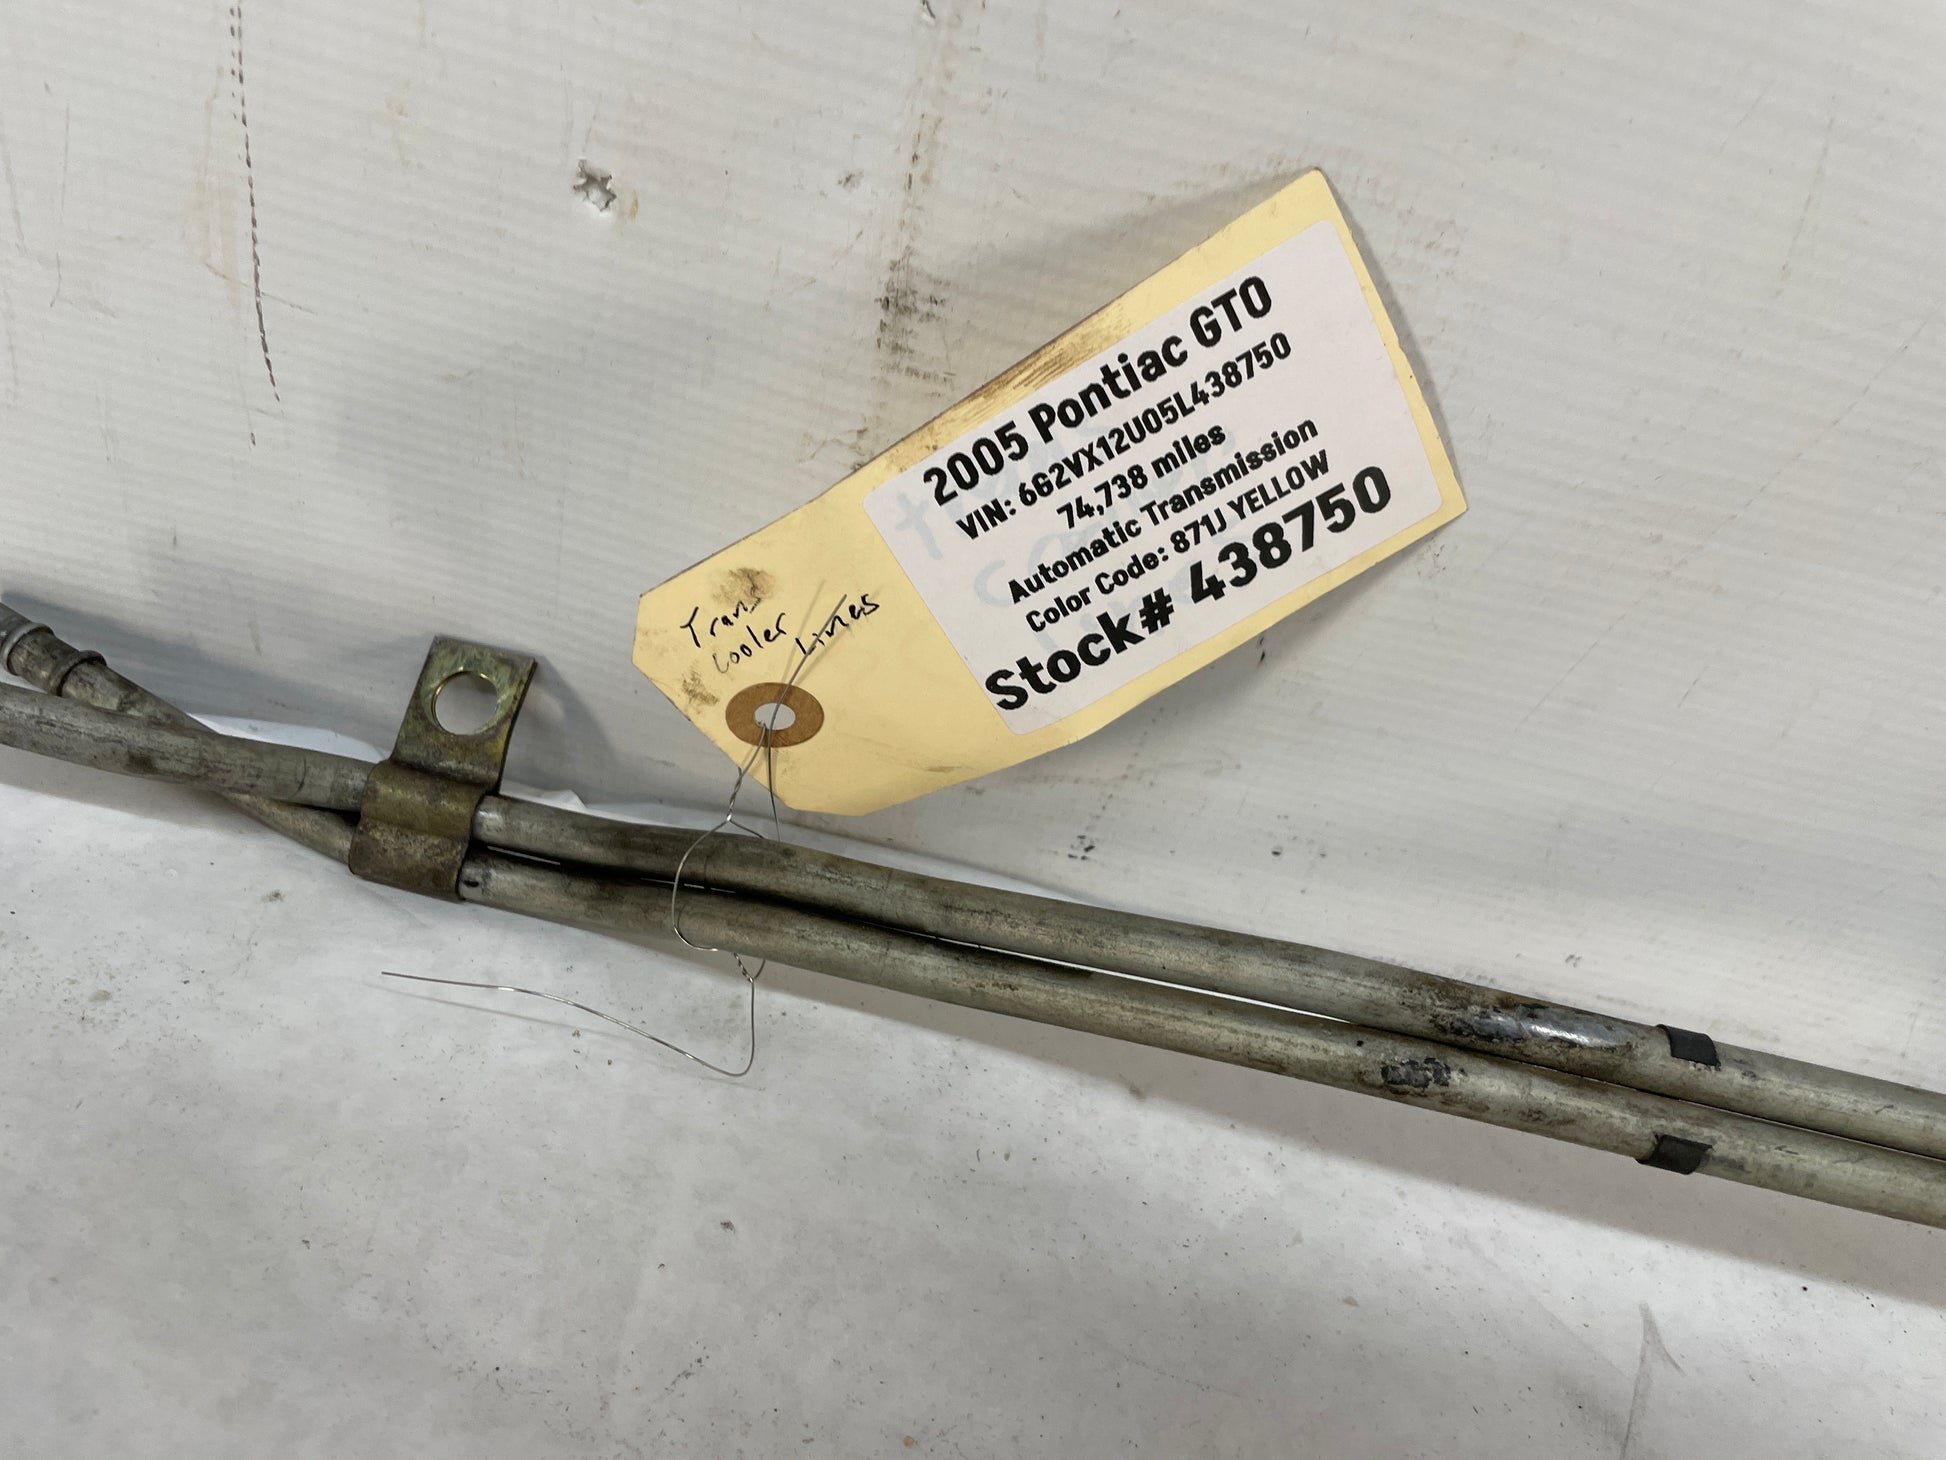 2005 Pontiac GTO
VIN: 6G2VX12U05L438750
74,738 miles
Automatic Transmission
Color Code: 871J YELLOW
Stock# 438750
Trans
Cooler Lines